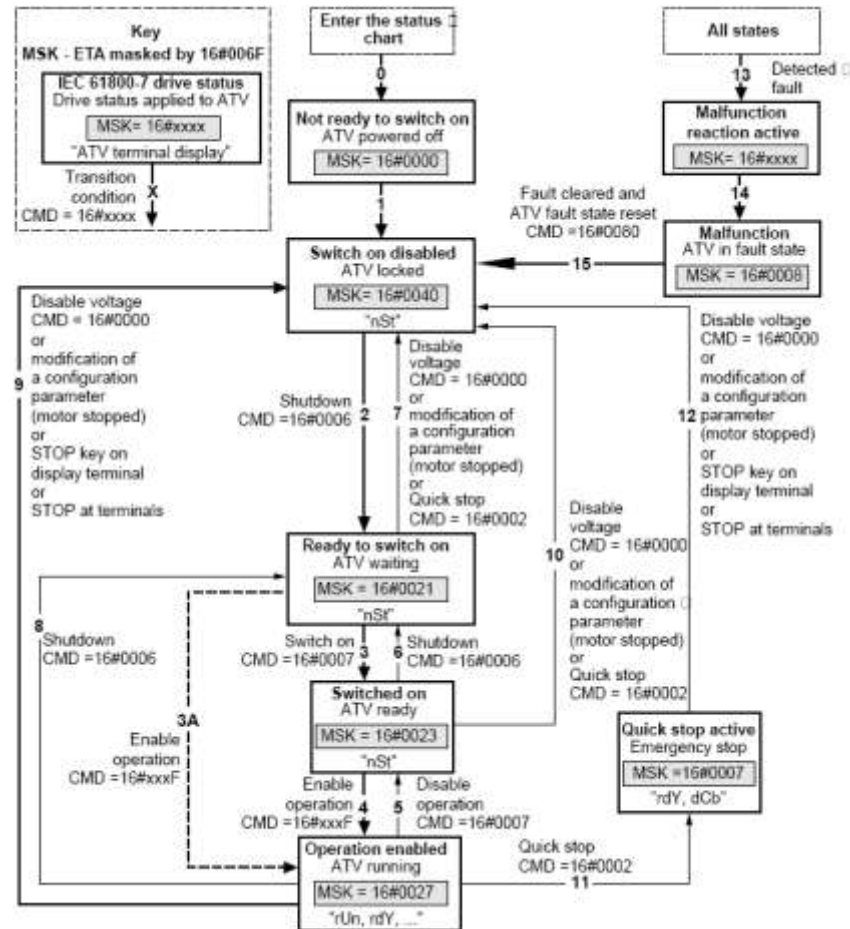 Key
MSK - ETA masked by 16#006F
IEC 61800-7 drive status
Drive status applied to ATV
MSK= 16#xxxx
"ATV terminal display"
Transition
condition
CMD = 16#xxxx
X
Enter the status
chart
0
Not ready to switch on
ATV powered off
MSK= 16#0000
1
All states
13
Detected
fault
Malfunction
reaction active
MSK= 16#xxxx
14
Malfunction
ATV in fault state
MSK = 16#0008
Fault cleared and
ATV fault state reset
CMD =16#0080
15
Switch on disabled
ATV locked
MSK= 16#0040
"nSt"
Disable voltage
CMD = 16#0000
or
modification of
a configuration
parameter
(motor stopped)
or
STOP key on
display terminal
or
STOP at terminals
9
Shutdown
CMD =16#0006
2
7
Disable
voltage
CMD = 16#0000
or
modification of
a configuration
parameter
(motor stopped)
or
Quick stop
CMD = 16#0002
12
Disable voltage
CMD = 16#0000
or
modification of
a configuration
parameter
(motor stopped)
or
STOP key on
display terminal
or
STOP at terminals
10
Disable
voltage
CMD = 16#0000
or
modification of
a configuration
parameter
(motor stopped)
or
Quick stop
CMD = 16#0002
Ready to switch on
ATV waiting
MSK = 16#0021
"nSt"
8
Shutdown
CMD =16#0006
Switch on
CMD =16#0007
3
6
Shutdown
CMD =16#0006
3A
Enable
operation
CMD =16#xxxF
Switched on
ATV ready
MSK = 16#0023
"nSt"
Enable
operation
CMD =16#xxxF
4
5
Disable
operation
CMD =16#0007
Quick stop active
Emergency stop
MSK =16#0007
"rdY, dCb"
Operation enabled
ATV running
MSK = 16#0027
"rUn, rdY, ..."
Quick stop
CMD =16#0002
11